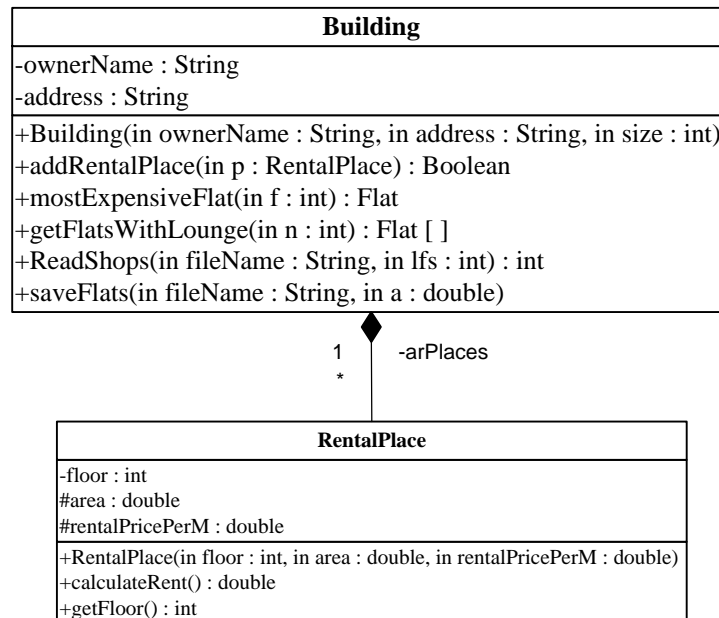 Building
-ownerName : String
-address : String
+Building(in ownerName : String, in address : String, in size : int)
+addRentalPlace(in p : RentalPlace) : Boolean
+mostExpensiveFlat(in f : int) : Flat
+getFlatsWithLounge(in n : int) : Flat [ ]
+ReadShops(in fileName : String, in lfs : int) : int
+saveFlats(in fileName : String, in a : double)
1 -arPlaces
*
RentalPlace
-floor : int
#area : double
#rentalPricePerM : double
+RentalPlace(in floor : int, in area : double, in rentalPricePerM : double)
+calculateRent() : double
+getFloor() : int